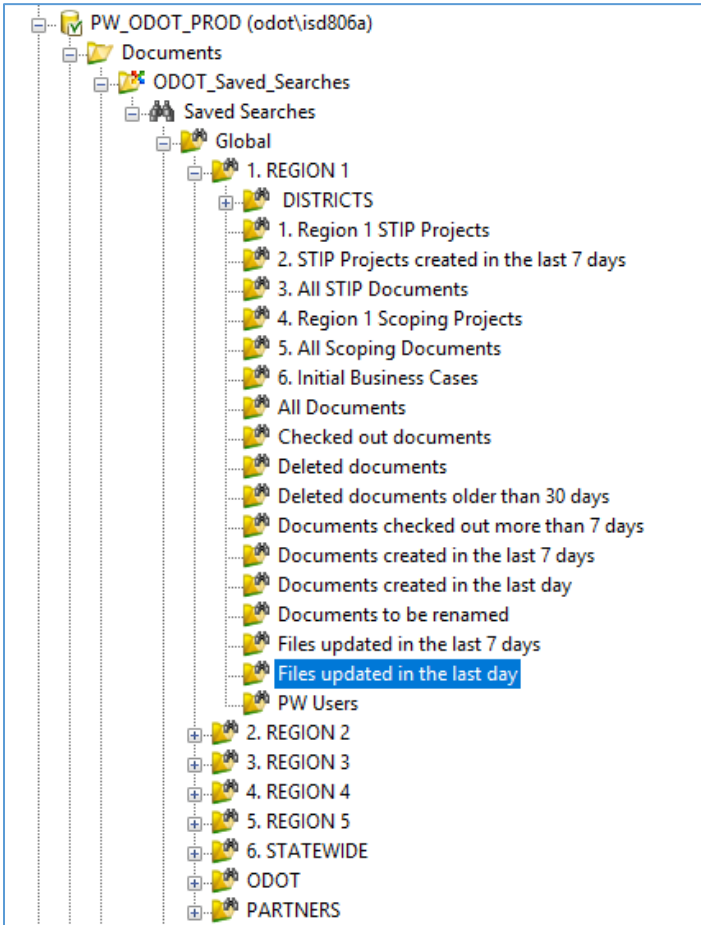 PW_ODOT_PROD (odot\isd806a)
Documents
ODOT_Saved_Searches
Saved Searches
Global
1. REGION 1
DISTRICTS
1. Region 1 STIP Projects
2. STIP Projects created in the last 7 days
3. All STIP Documents
4. Region 1 Scoping Projects
5. All Scoping Documents
6. Initial Business Cases
All Documents
Checked out documents
Deleted documents
Deleted documents older than 30 days
Documents checked out more than 7 days
Documents created in the last 7 days
Documents created in the last day
Documents to be renamed
Files updated in the last 7 days
Files updated in the last day
PW Users
2. REGION 2
3. REGION 3
4. REGION 4
5. REGION 5
6. STATEWIDE
ODOT
PARTNERS